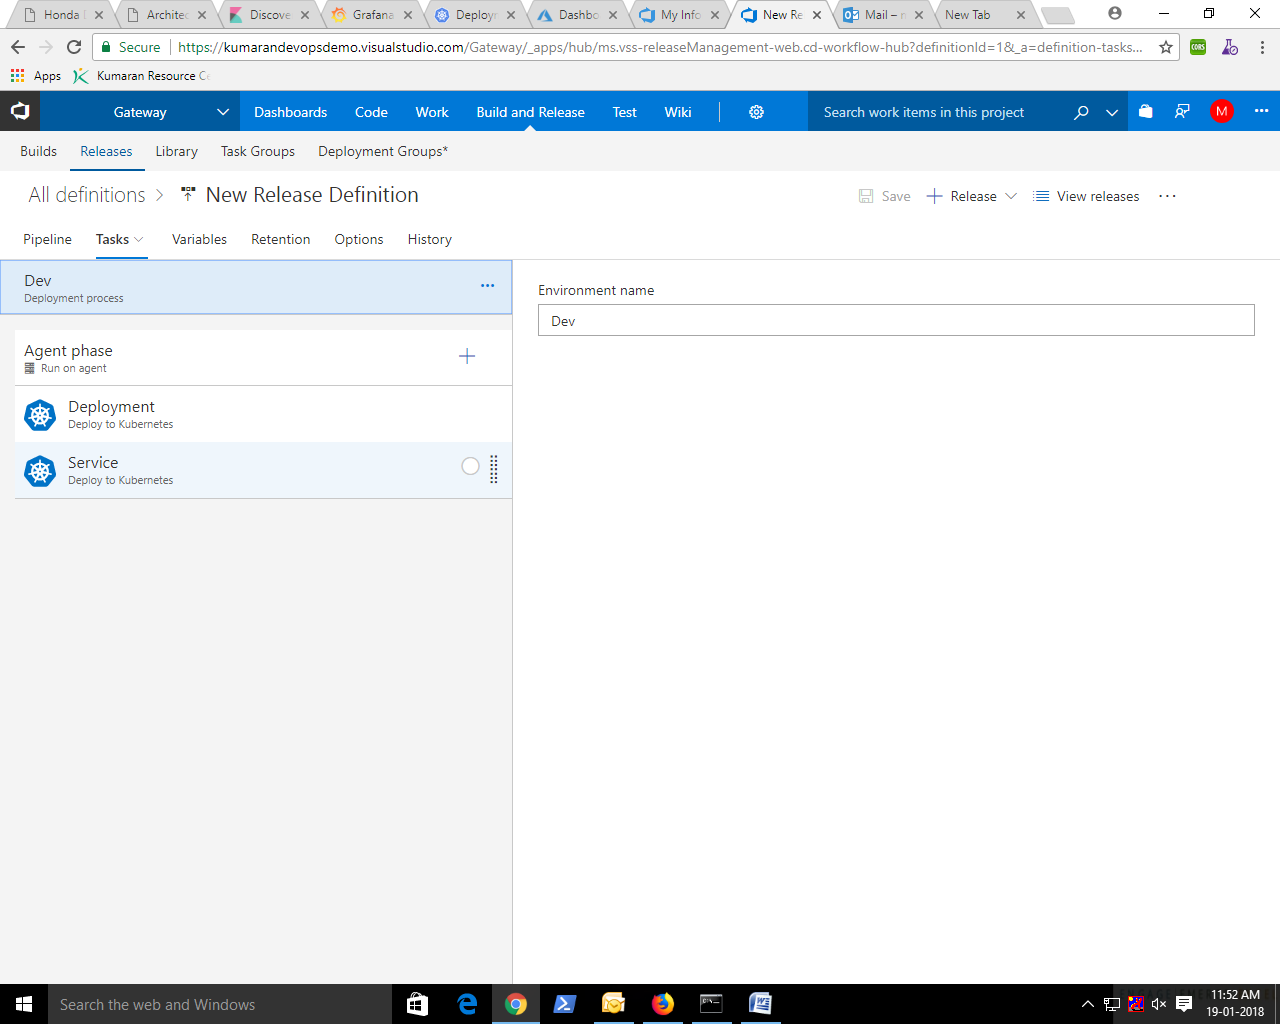 Honda
Architec
Discove
Grafana
Deployr
Dashbo
My Info
New Re
Mail –
New Tab
Secure
https://kumarandevopsdemo.visualstudio.com/Gateway/_apps/hub/ms.vss-releaseManagement-web.cd-workflow-hub?definitionId=1&_a=definition-tasks...
CORS
Apps
Kumaran Resource Ce
Gateway
Dashboards
Code
Work
Build and Release
Test
Wiki
Search work items in this project
M
Builds
Releases
Library
Task Groups
Deployment Groups*
All definitions
New Release Definition
Save
Release
View releases
Pipeline
Tasks
Variables
Retention
Options
History
Dev
Deployment process
Environment name
Dev
Agent phase
Run on agent
Deployment
Deploy to Kubernetes
Service
Deploy to Kubernetes
Search the web and Windows
11:52 AM
19-01-2018